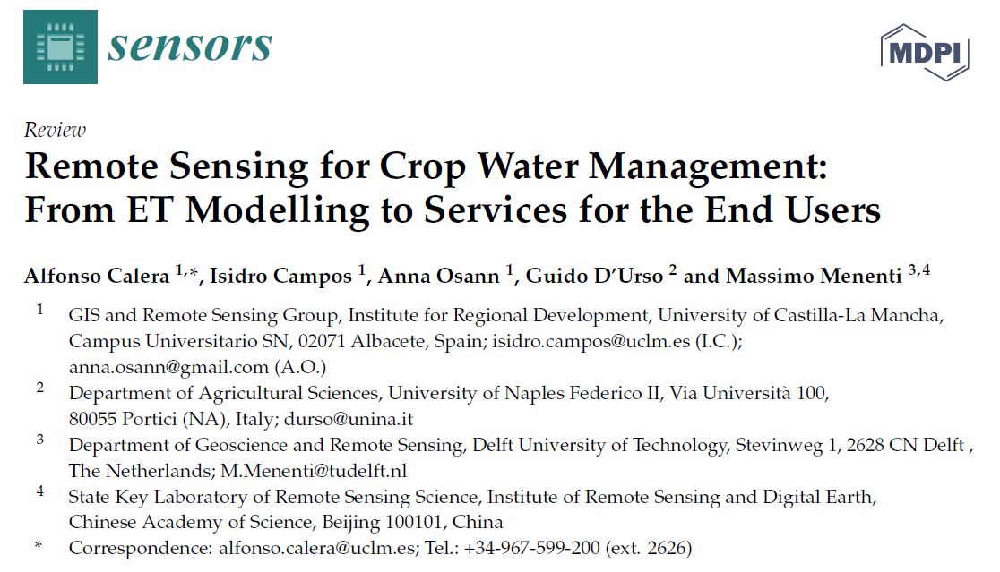 sensors
MDPI
Review
Remote Sensing for Crop Water Management:
From ET Modelling to Services for the End Users
Alfonso Calera 1,*, Isidro Campos 1, Anna Osann 1, Guido D’Urso 2 and Massimo Menenti 3,4
1 GIS and Remote Sensing Group, Institute for Regional Development, University of Castilla-La Mancha,
Campus Universitario SN, 02071 Albacete, Spain; isidro.campos@uclm.es (I.C.);
anna.osann@gmail.com (A.O.)
2 Department of Agricultural Sciences, University of Naples Federico II, Via Università 100,
80055 Portici (NA), Italy; durso@unina.it
3 Department of Geoscience and Remote Sensing, Delft University of Technology, Stevinweg 1, 2628 CN Delft ,
The Netherlands; M.Menenti@tudelft.nl
4 State Key Laboratory of Remote Sensing Science, Institute of Remote Sensing and Digital Earth,
Chinese Academy of Science, Beijing 100101, China
* Correspondence: alfonso.calera@uclm.es; Tel.: +34-967-599-200 (ext. 2626)